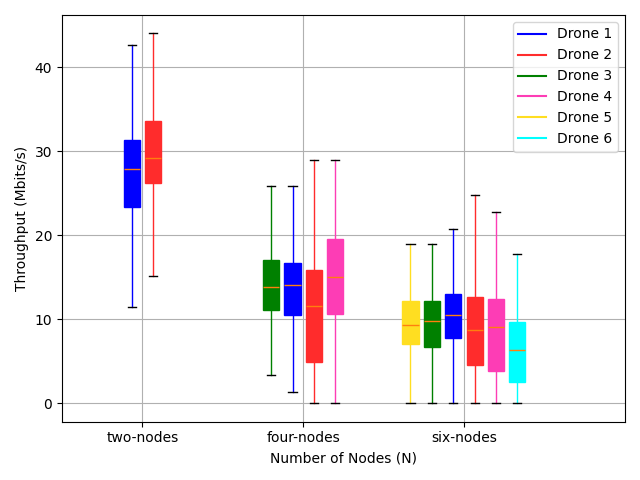 Throughput (Mbits/s)
40
30
20
10
0
Drone 1
Drone 2
Drone 3
Drone 4
Drone 5
Drone 6
two-nodes
four-nodes
six-nodes
Number of Nodes (N)